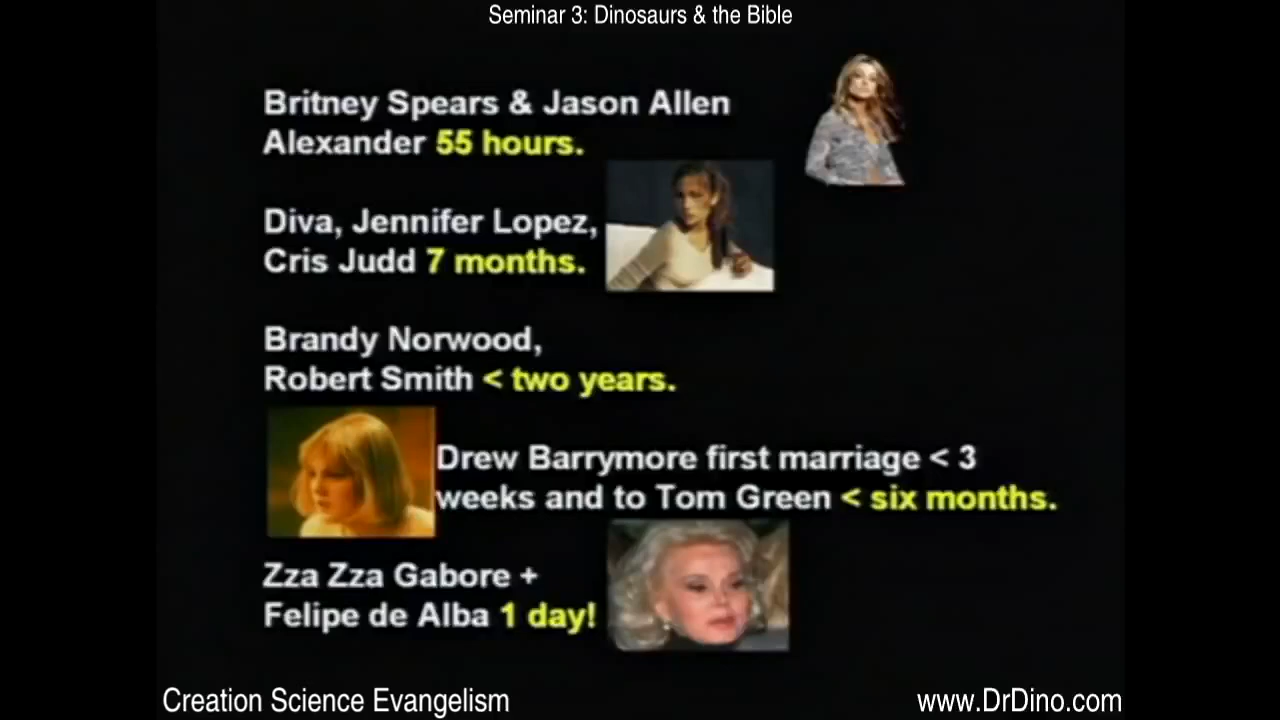 Seminar 3: Dinosaurs & the Bible
Britney Spears & Jason Allen
Alexander 55 hours.
Diva, Jennifer Lopez,
Cris Judd 7 months.
Brandy Norwood,
Robert Smith < two years.
Drew Barrymore first marriage < 3
weeks and to Tom Green < six months.
Zza Zza Gabore +
Felipe de Alba 1 day!
Creation Science Evangelism
www.DrDino.com